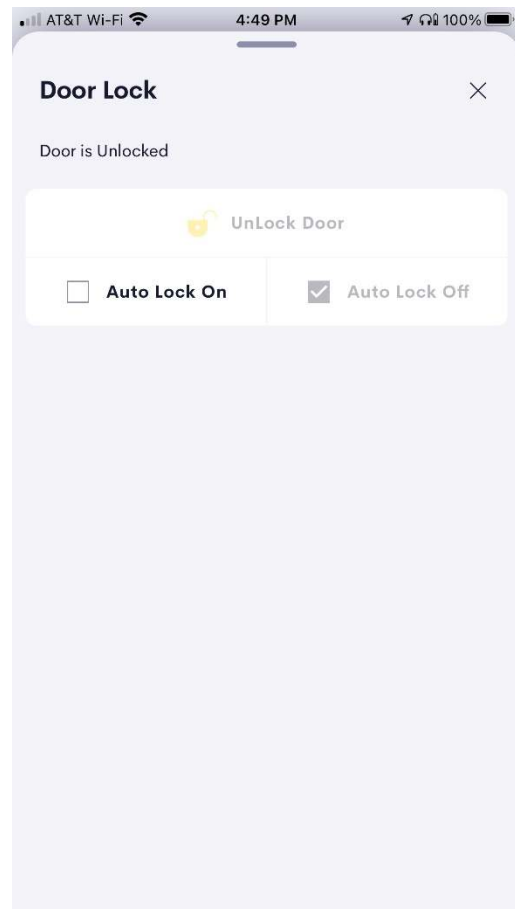 AT&T Wi-Fi 4:49 PM 100%
Door Lock
Door is Unlocked
UnLock Door
Auto Lock On Auto Lock Off